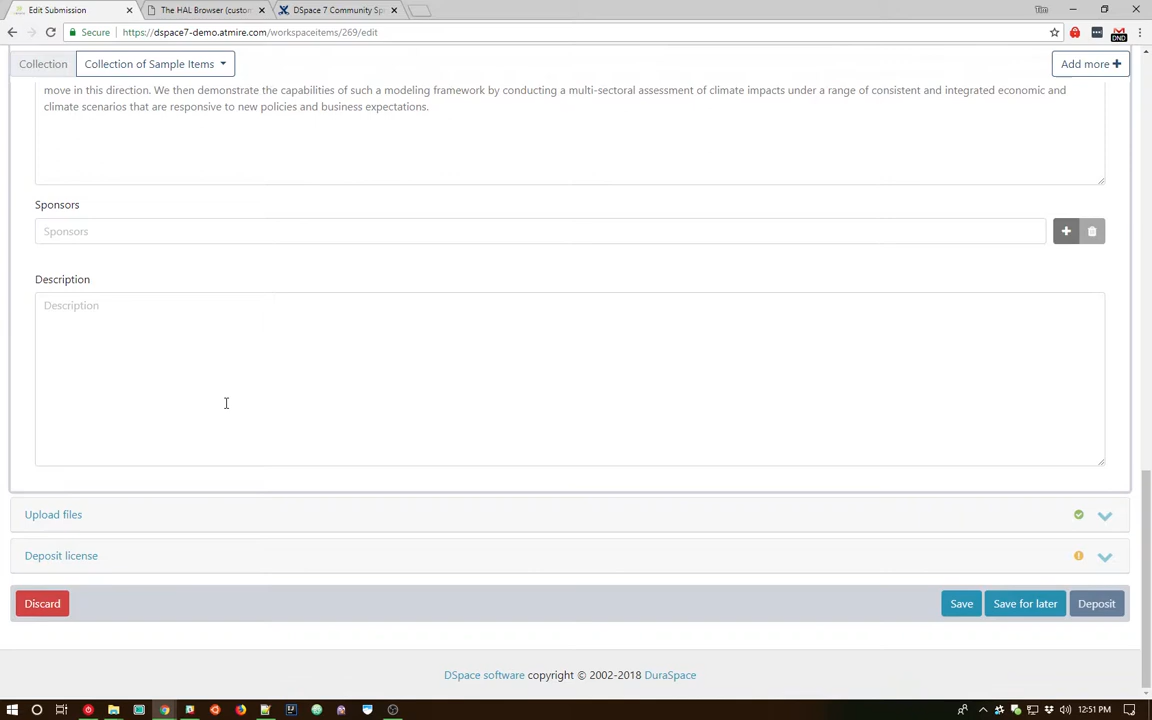 Edit Submission
The HAL Browser (custom
DSpace 7 Community Sp
Tim
Secure
https://dspace7-demo.atmire.com/workspaceitems/269/edit
DND
Collection
Collection of Sample Items
Add more
move in this direction. We then demonstrate the capabilities of such a modeling framework by conducting a multi-sectoral assessment of climate impacts under a range of consistent and integrated economic and
climate scenarios that are responsive to new policies and business expectations.
Sponsors
Sponsors
Description
Description
Upload files
Deposit license
Discard
Save
Save for later
Deposit
DSpace software copyright © 2002-2018 DuraSpace
12:51 PM